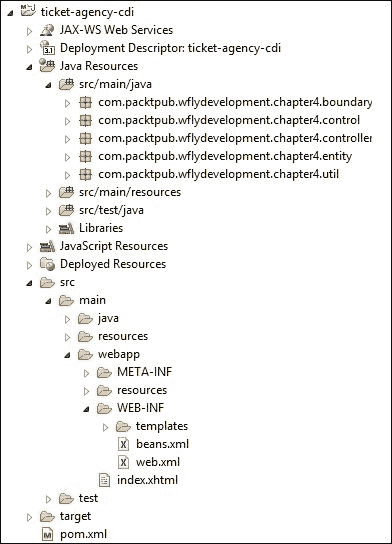 ticket-agency-cdi
JAX-WS Web Services
Deployment Descriptor: ticket-agency-cdi
Java Resources
src/main/java
com.packtpub.wflydevelopment.chapter4.boundary
com.packtpub.wflydevelopment.chapter4.control
com.packtpub.wflydevelopment.chapter4.controller
com.packtpub.wflydevelopment.chapter4.entity
com.packtpub.wflydevelopment.chapter4.util
src/main/resources
src/test/java
Libraries
JavaScript Resources
Deployed Resources
src
main
java
resources
webapp
META-INF
resources
WEB-INF
templates
beans.xml
web.xml
index.xhtml
test
target
pom.xml